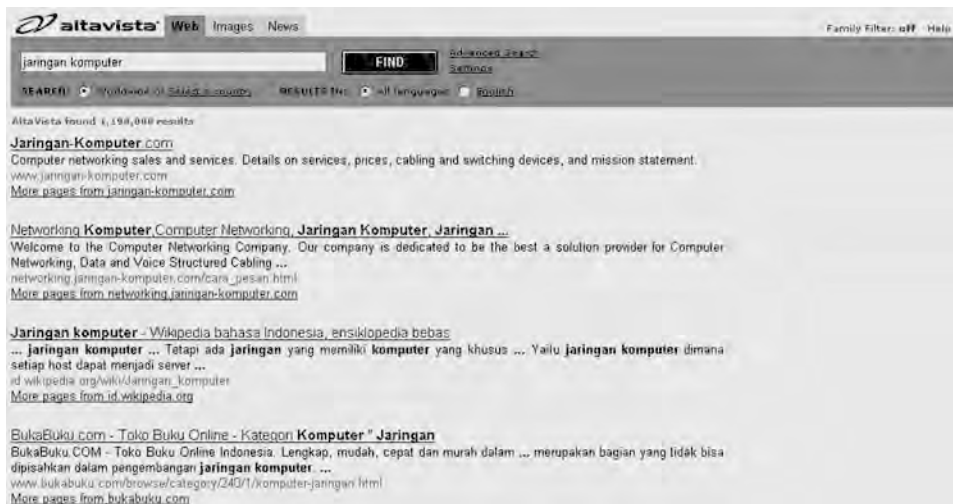 altavista Web Images News
Family Filter: off Help
jaringan komputer FIND Advanced Search
Settings
SEARCH: Worldwide or Select a country RESULTS IN: All languages English
AltaVista found 1,190,000 results
Jaringan-Komputer.com
Computer networking sales and services. Details on services, prices, cabling and switching devices, and mission statement.
www.jaringan-komputer.com
More pages from jaringan-komputer.com
Networking Komputer,Computer Networking, Jaringan Komputer, Jaringan ...
Welcome to the Computer Networking Company. Our company is dedicated to be the best a solution provider for Computer
Networking, Data and Voice Structured Cabling ...
networking.jaringan-komputer.com/cara_pesan.html
More pages from networking.jaringan-komputer.com
Jaringan komputer - Wikipedia bahasa Indonesia, ensiklopedia bebas
... jaringan komputer ... Tetapi ada jaringan yang memiliki komputer yang khusus ... Yaitu jaringan komputer dimana
setiap host dapat menjadi server ...
id.wikipedia.org/wiki/Jaringan_komputer
More pages from id.wikipedia.org
BukaBuku.com - Toko Buku Online - Kategori Komputer " Jaringan
BukaBuku.COM - Toko Buku Online Indonesia. Lengkap, mudah, cepat dan murah dalam ... merupakan bagian yang tidak bisa
dipisahkan dalam pengembangan jaringan komputer. ...
www.bukabuku.com/browse/category/240/1/komputer-jaringan.html
More pages from bukabuku.com